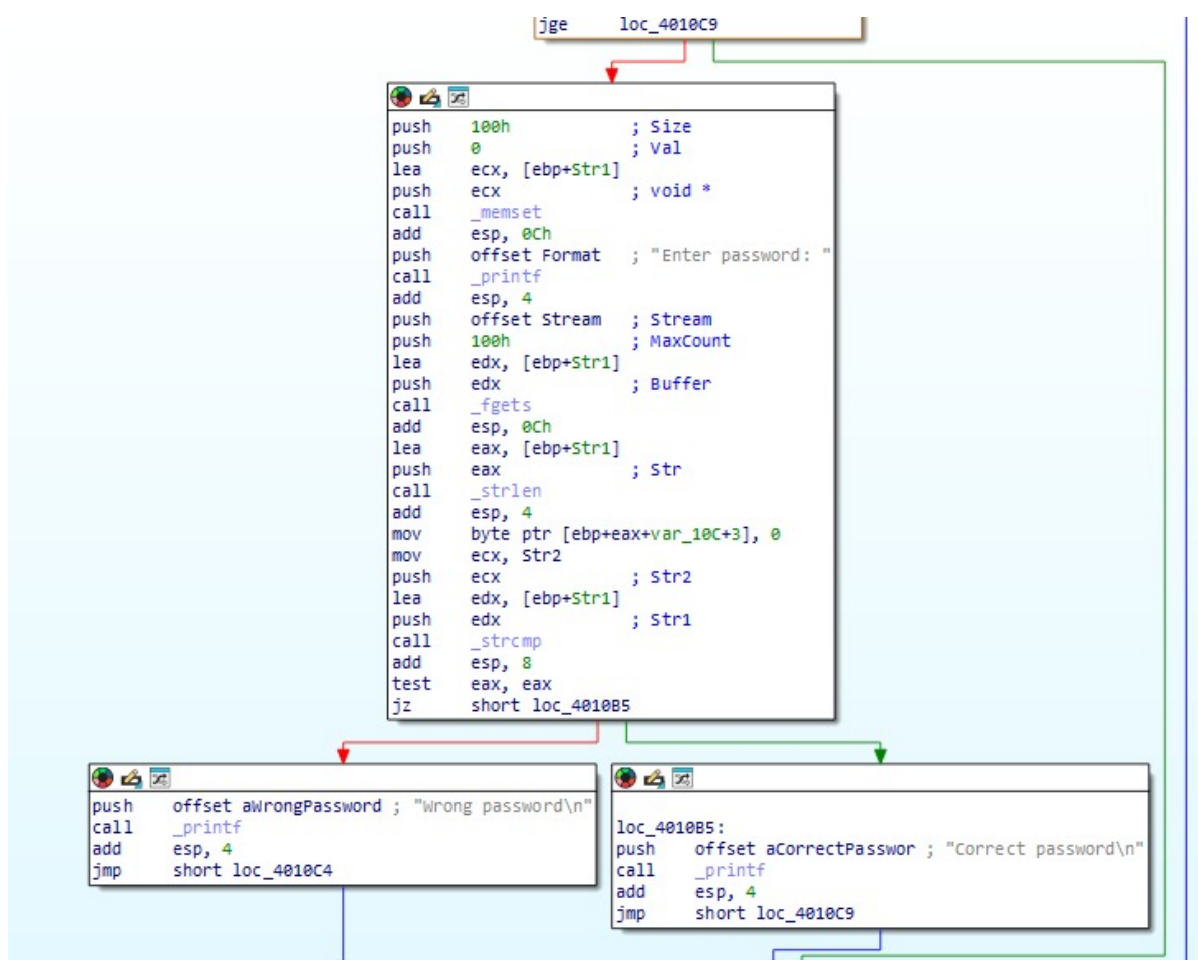 jge loc_4010C9
push 100h ; Size
push 0 ; Val
lea ecx, [ebp+Str1]
push ecx ; void *
call _memset
add esp, 0Ch
push offset Format ; "Enter password: "
call _printf
add esp, 4
push offset Stream ; Stream
push 100h ; MaxCount
lea edx, [ebp+Str1]
push edx ; Buffer
call _fgets
add esp, 0Ch
lea eax, [ebp+Str1]
push eax ; Str
call _strlen
add esp, 4
mov byte ptr [ebp+eax+var_10C+3], 0
mov ecx, Str2
push ecx ; Str2
lea edx, [ebp+Str1]
push edx ; Str1
call _strcmp
add esp, 8
test eax, eax
jz short loc_4010B5
push offset aWrongPassword ; "Wrong password\n"
call _printf
add esp, 4
jmp short loc_4010C4
loc_4010B5:
push offset aCorrectPasswor ; "Correct password\n"
call _printf
add esp, 4
jmp short loc_4010C9